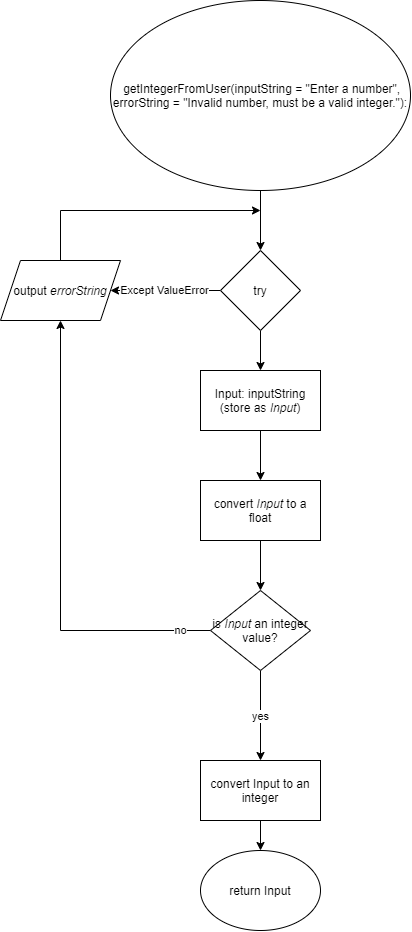 getIntegerFromUser(inputString = "Enter a number",
errorString = "Invalid number, must be a valid integer."):
output errorString
Except ValueError
try
Input: inputString
(store as Input)
convert Input to a
float
is Input an integer
value?
no
yes
convert Input to an
integer
return Input